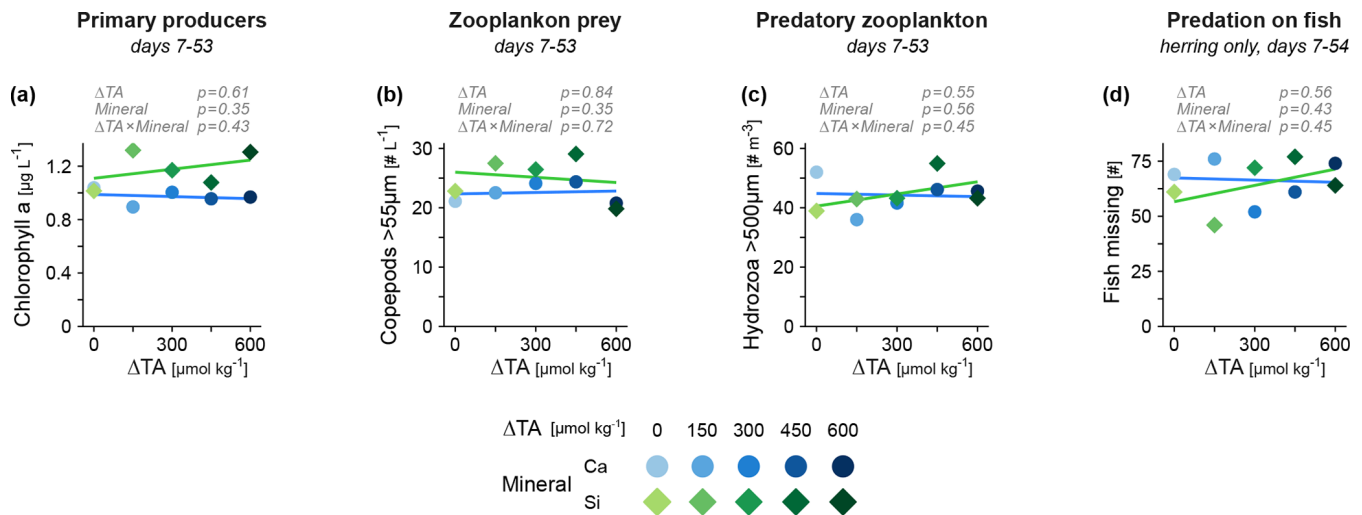 Primary producers
days 7-53
Zooplankon prey
days 7-53
Predatory zooplankton
days 7-53
Predation on fish
herring only, days 7-54
(a)
ΔTA p=0.61
Mineral p=0.35
ΔTA×Mineral p=0.43
Chlorophyll a [µg L⁻¹]
1.2
0.8
0.4
0
0 300 600
ΔTA [µmol kg⁻¹]
(b)
ΔTA p=0.84
Mineral p=0.35
ΔTA×Mineral p=0.72
Copepods >55µm [# L⁻¹]
30
20
10
0
0 300 600
ΔTA [µmol kg⁻¹]
(c)
ΔTA p=0.55
Mineral p=0.56
ΔTA×Mineral p=0.45
Hydrozoa >500µm [# m⁻³]
60
40
20
0
0 300 600
ΔTA [µmol kg⁻¹]
(d)
ΔTA p=0.56
Mineral p=0.43
ΔTA×Mineral p=0.45
Fish missing [#]
75
50
25
0
0 300 600
ΔTA [µmol kg⁻¹]
ΔTA [µmol kg⁻¹] 0 150 300 450 600
Mineral
Ca
Si